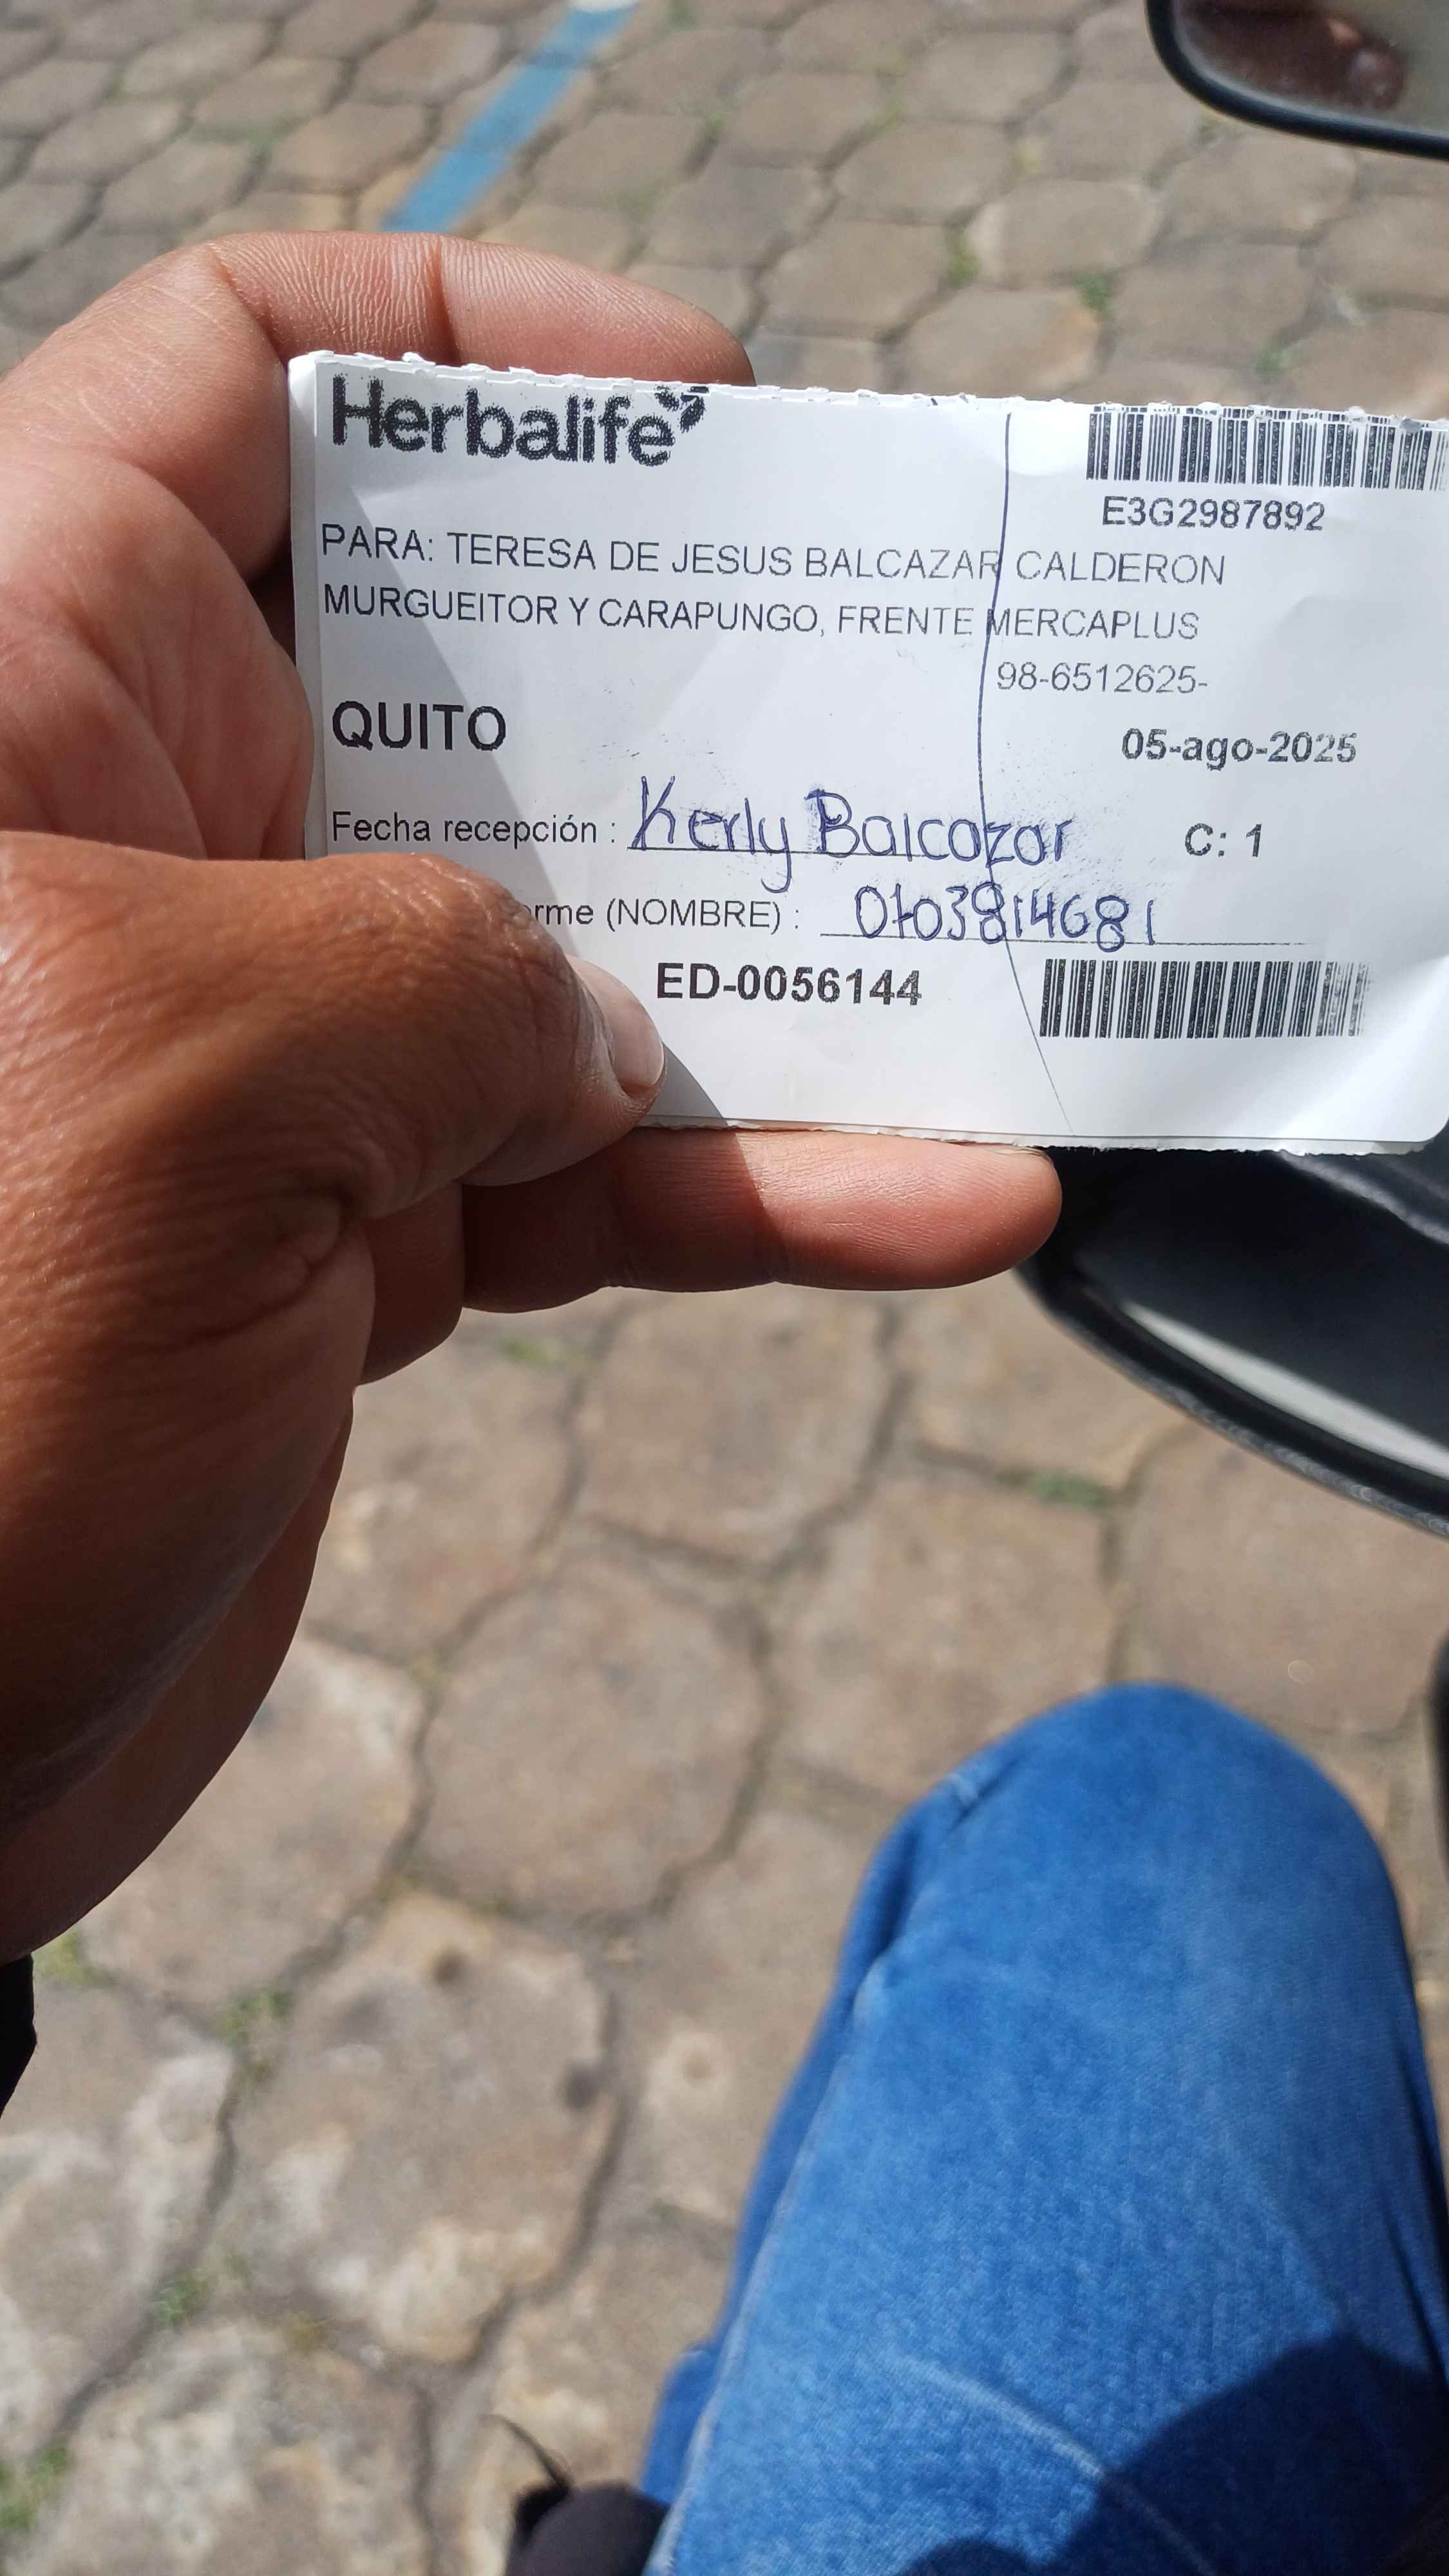 Herbalife
E3G2987892
PARA: TERESA DE JESUS BALCAZAR CALDERON
MURGUEITOR Y CARAPUNGO, FRENTE MERCAPLUS
98-6512625-
QUITO
05-ago-2025
Fecha recepción : Kerly Balcazar
C: 1
rme (NOMBRE) : 0703814681
ED-0056144